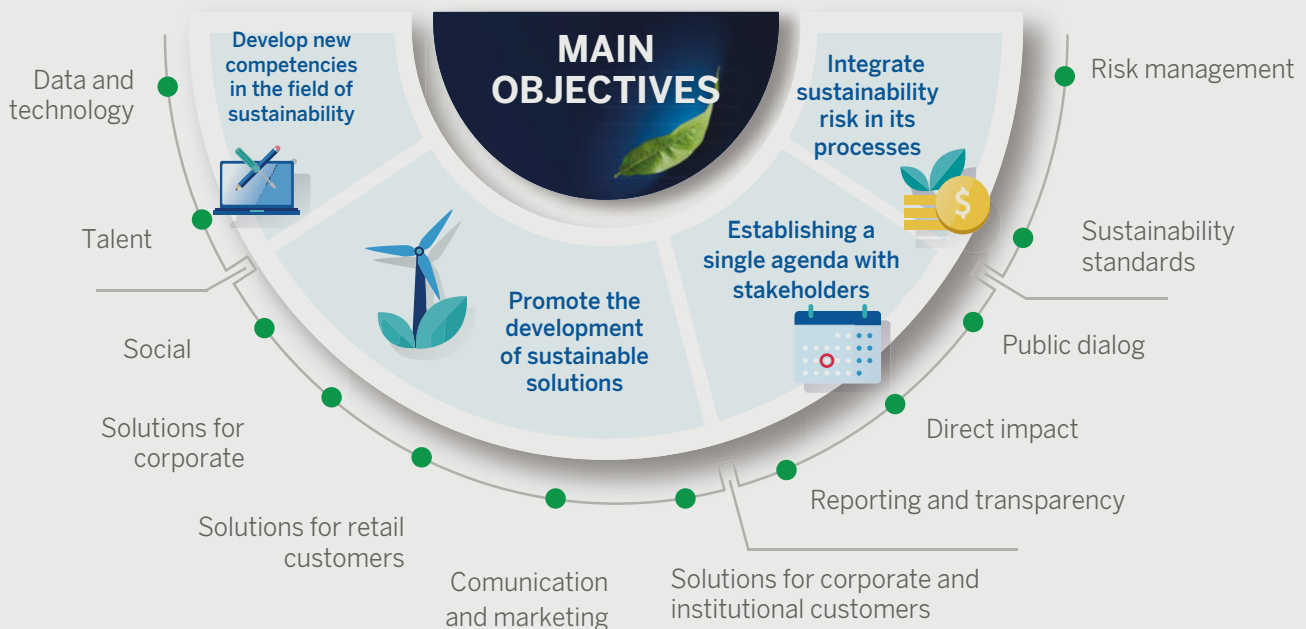 MAIN
OBJECTIVES
Develop new
competencies
in the field of
sustainability
Promote the
development
of sustainable
solutions
Establishing a
single agenda with
stakeholders
Integrate
sustainability
risk in its
processes
$
Data and
technology
Talent
Social
Solutions for
corporate
Solutions for retail
customers
Comunication
and marketing
Solutions for corporate and
institutional customers
Reporting and transparency
Direct impact
Public dialog
Sustainability
standards
Risk management